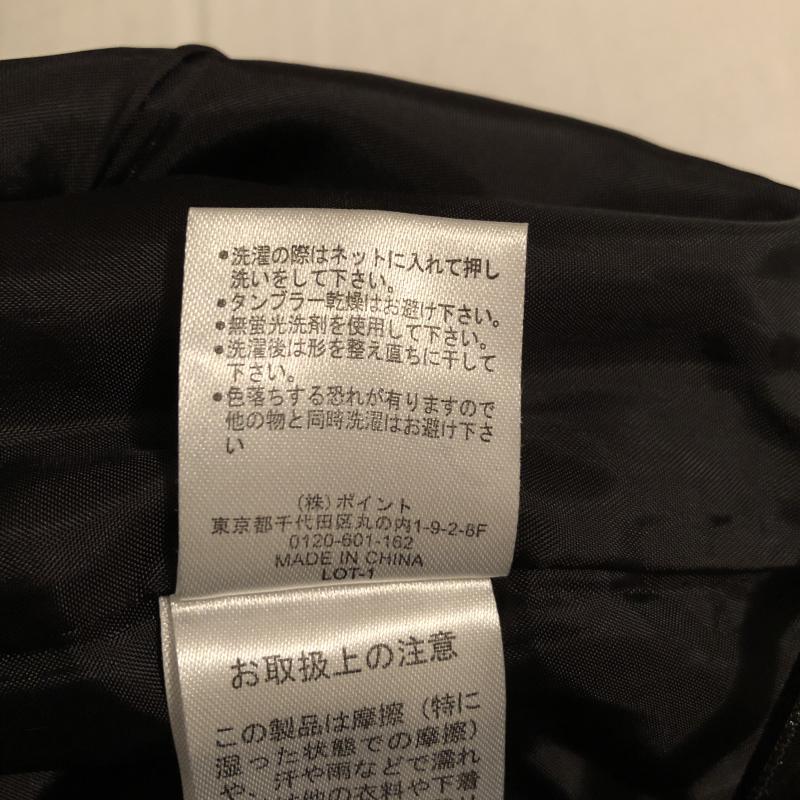 •洗濯の際はネットに入れて押し
洗いをして下さい。
•タンブラー乾燥はお避け下さい。
•無蛍光洗剤を使用して下さい。
•洗濯後は形を整え直ちに干して
下さい。
•色落ちする恐れが有りますので
他の物と同時洗濯はお避け下さ
い
(株)ポイント
東京都千代田区丸の内1-9-2-8F
0120-601-162
MADE IN CHINA
LOT-1
お取扱上の注意
この製品は摩擦(特に
湿った状態での摩擦)
、汗や雨などで濡れ
他の衣料や下着